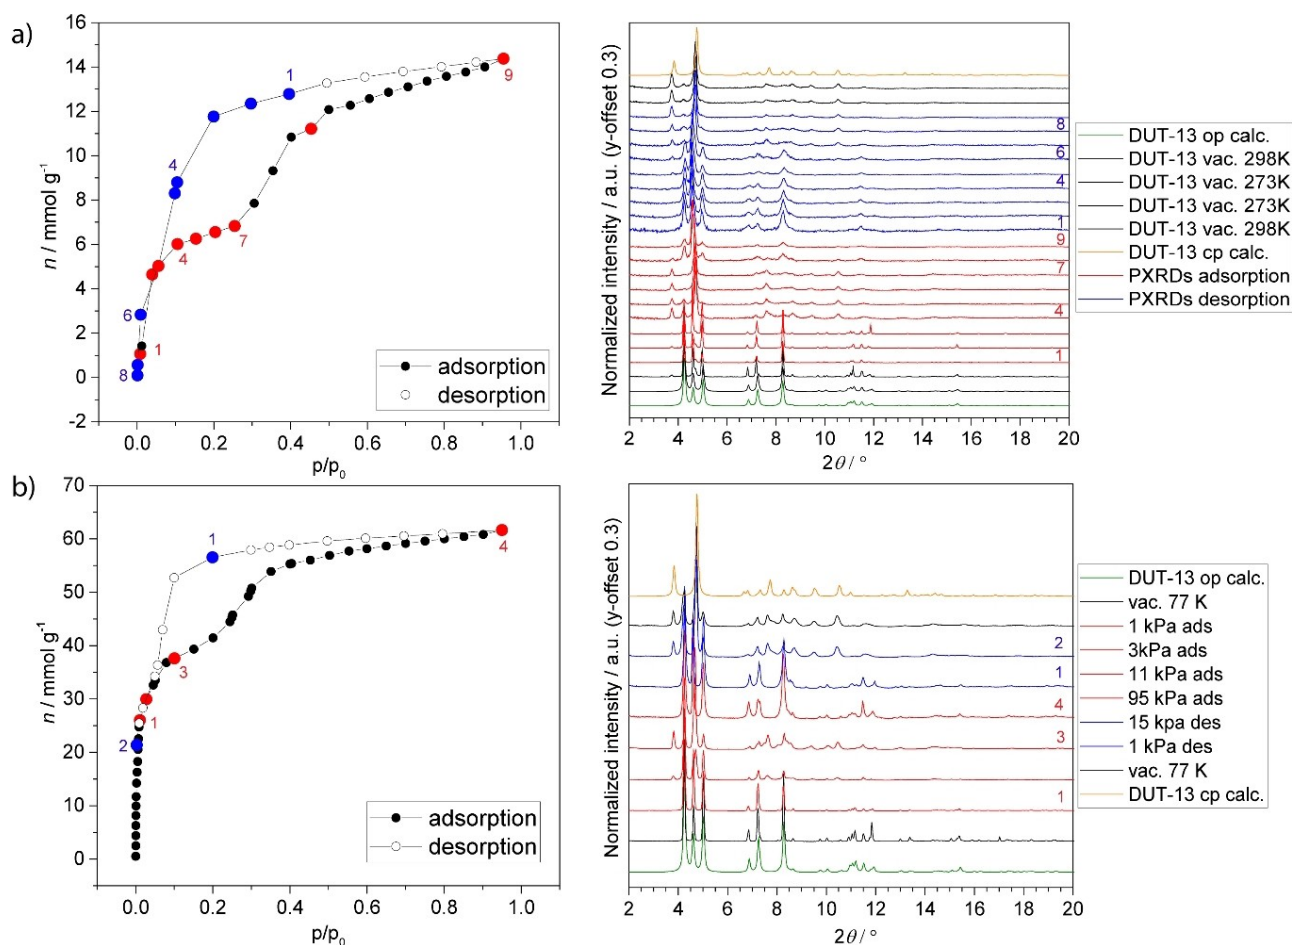 a)
n / mmol g⁻¹
16
14
12
10
8
6
4
2
0
-2
0.0 0.2 0.4 0.6 0.8 1.0
p/p₀
1
4
6
8
9
7
4
1
adsorption
desorption
Normalized intensity / a.u. (y-offset 0.3)
8
6
4
1
9
7
4
1
2 4 6 8 10 12 14 16 18 20
2θ / °
DUT-13 op calc.
DUT-13 vac. 298K
DUT-13 vac. 273K
DUT-13 vac. 273K
DUT-13 vac. 298K
DUT-13 cp calc.
PXRDs adsorption
PXRDs desorption
b)
n / mmol g⁻¹
70
60
50
40
30
20
10
0
0.0 0.2 0.4 0.6 0.8 1.0
p/p₀
1
4
3
1
2
adsorption
desorption
Normalized intensity / a.u. (y-offset 0.3)
2
1
4
3
1
2 4 6 8 10 12 14 16 18 20
2θ / °
DUT-13 op calc.
vac. 77 K
1 kPa ads
3kPa ads
11 kPa ads
95 kPa ads
15 kpa des
1 kPa des
vac. 77 K
DUT-13 cp calc.